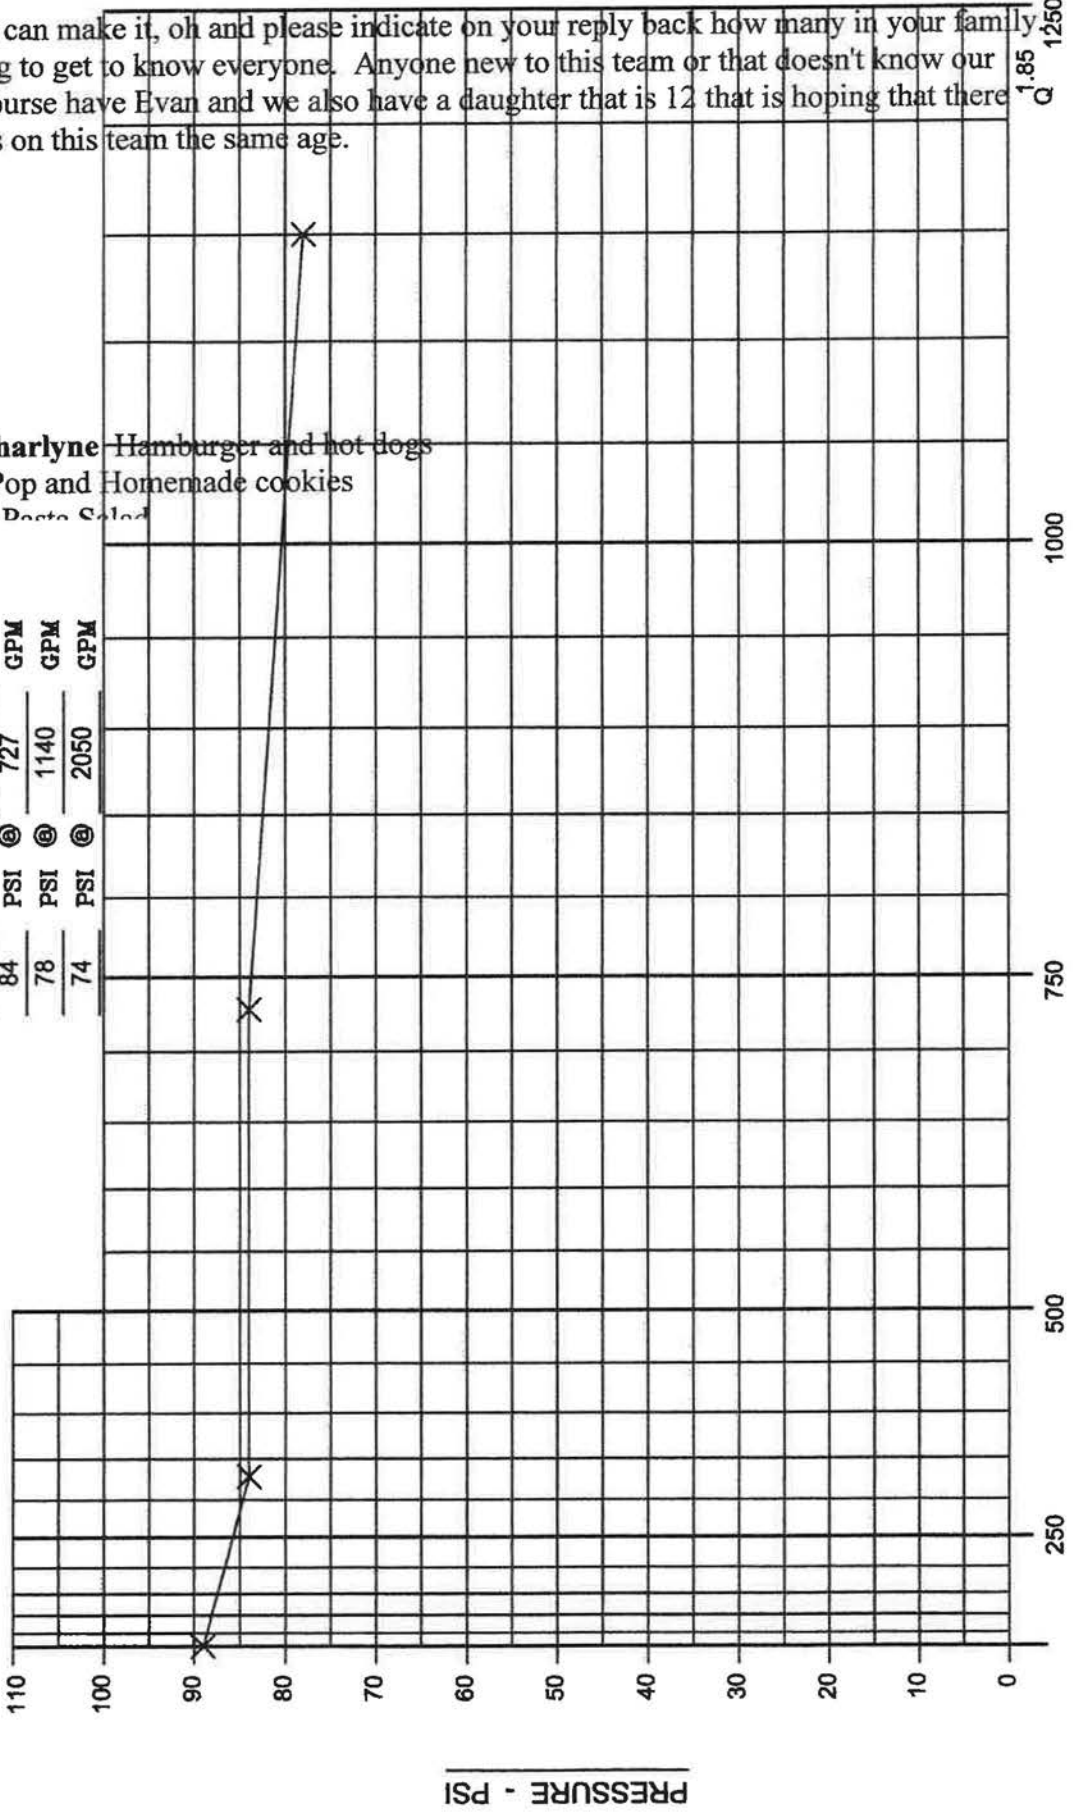 can make it, oh and please indicate on your reply back how many in your family
g to get to know everyone. Anyone new to this team or that doesn't know our
urse have Evan and we also have a daughter that is 12 that is hoping that there
s on this team the same age.
harlyne Hamburger and hot dogs
Pop and Homemade cookies
Pasta Salad
84 PSI @ 727 GPM
78 PSI @ 1140 GPM
74 PSI @ 2050 GPM
110
100
90
80
70
60
50
40
30
20
10
0
PRESSURE - PSI
250
500
750
1000
1250
Q 1.85